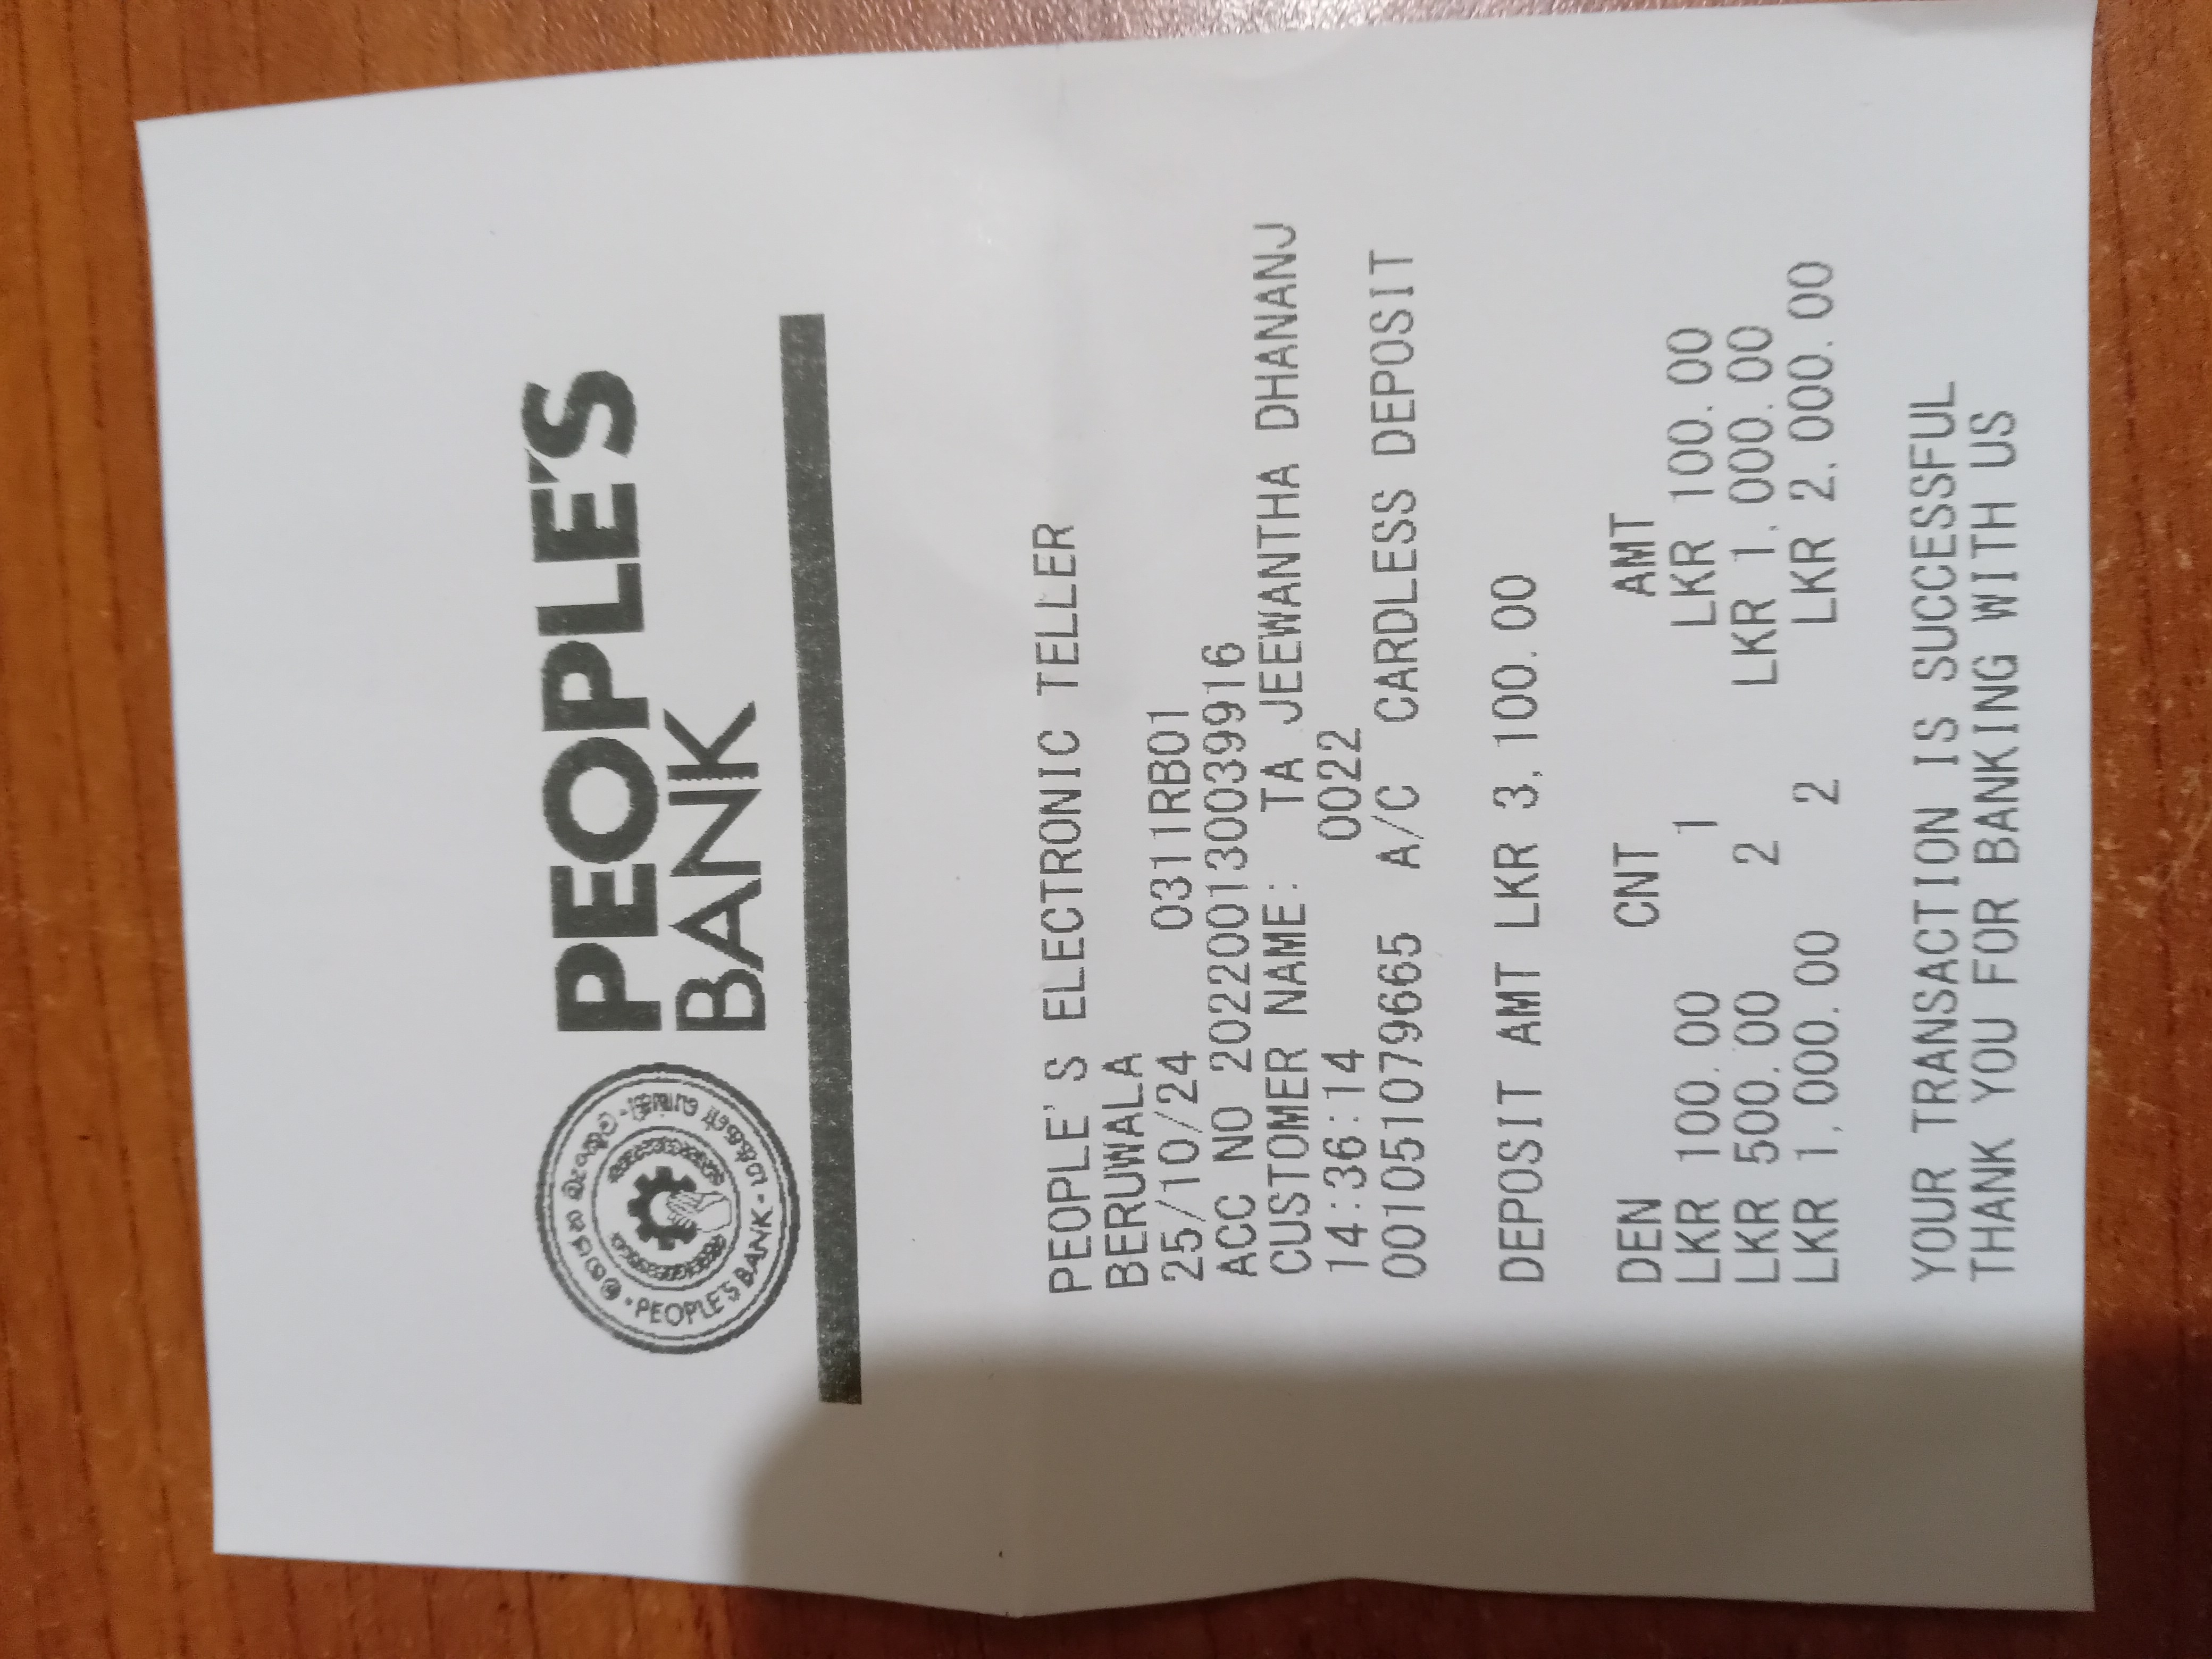 PEOPLE'S
BANK
PEOPLE'S BANK
PEOPLE'S ELECTRONIC TELLER
BERUWALA
25/10/24 0311RB01
ACC NO 202200130039916
CUSTOMER NAME: TA JEEWANTHA DHANANJ
14:36:14 0022
001051079665 A/C CARDLESS DEPOSIT
DEPOSIT AMT LKR 3,100.00
DEN CNT AMT
LKR 100.00 1 LKR 100.00
LKR 500.00 2 LKR 1,000.00
LKR 1,000.00 2 LKR 2,000.00
YOUR TRANSACTION IS SUCCESSFUL
THANK YOU FOR BANKING WITH US